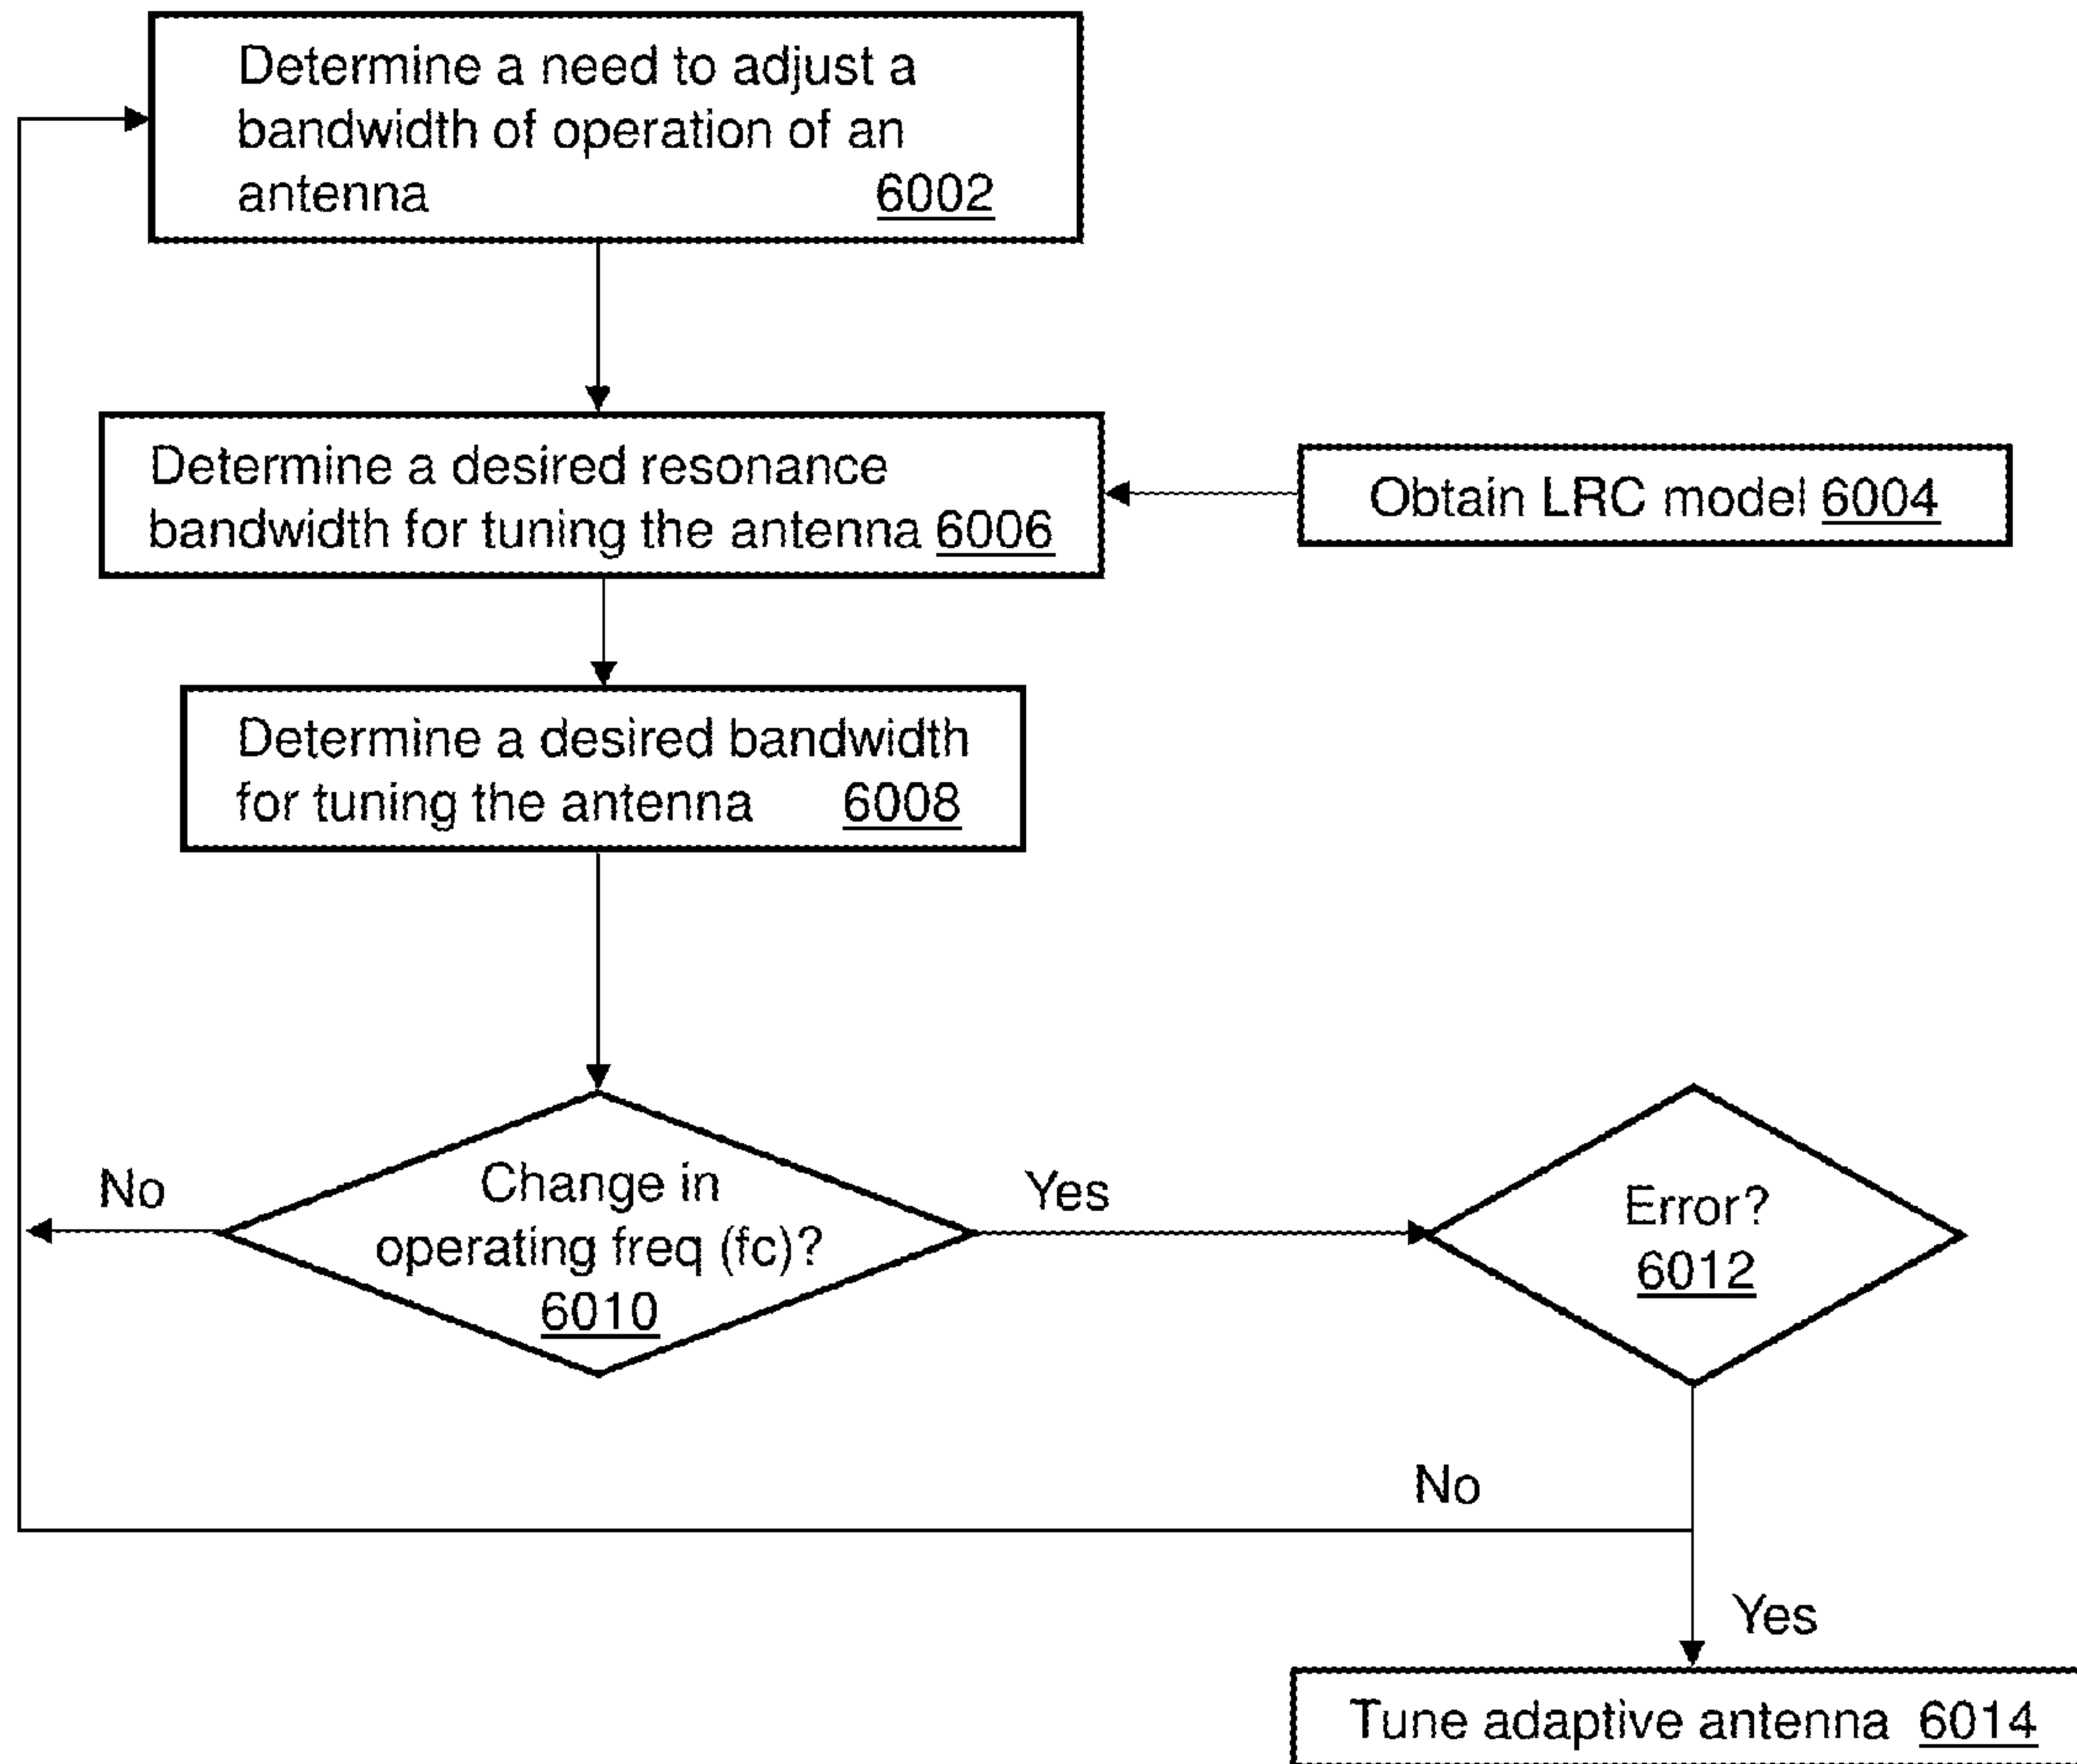 Determine a need to adjust a
bandwidth of operation of an
antenna 6002
Determine a desired resonance
bandwidth for tuning the antenna 6006
Obtain LRC model 6004
Determine a desired bandwidth
for tuning the antenna 6008
No
Change in
operating freq (fc)?
6010
Yes
Error?
6012
No
Yes
Tune adaptive antenna 6014